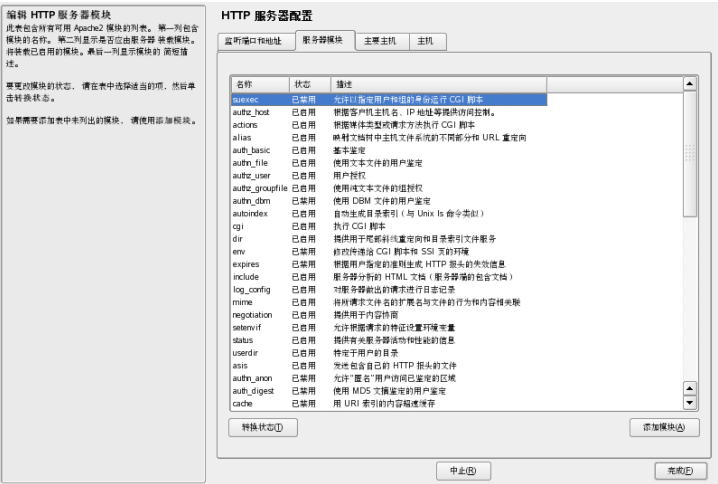 编辑 HTTP 服务器模块
此表包含所有可用 Apache2 模块的列表。 第一列包含
模块的名称。 第二列显示是否应由服务器 装载模块。
将装载已启用的模块。最后一列显示模块的 简短描
述。
要更改模块的状态， 请在表中选择适当的项，然后单
击转换状态。
如果需要添加表中未列出的模块， 请使用添加模块。
HTTP 服务器配置
监听端口和地址 服务器模块 主要主机 主机
名称 状态 描述
suexec 已禁用 允许以指定用户和组的身份运行 CGI 脚本
authz_host 已启用 根据客户机主机名、IP 地址等提供访问控制。
actions 已启用 根据媒体类型或请求方法执行 CGI 脚本
alias 已启用 映射文档树中主机文件系统的不同部分和 URL 重定向
auth_basic 已启用 基本鉴定
authn_file 已启用 使用文本文件的用户鉴定
authz_user 已启用 用户授权
authz_groupfile 已启用 使用纯文本文件的组授权
authn_dbm 已启用 使用 DBM 文件的用户鉴定
autoindex 已启用 自动生成目录索引（与 Unix ls 命令类似）
cgi 已启用 执行 CGI 脚本
dir 已启用 提供用于尾部斜线重定向和目录索引文件服务
env 已启用 修改传递给 CGI 脚本和 SSI 页的环境
expires 已启用 根据用户指定的准则生成 HTTP 报头的失效信息
include 已启用 服务器分析的 HTML 文档（服务器端的包含文档）
log_config 已启用 对服务器做出的请求进行日志记录
mime 已启用 将所请求文件名的扩展名与文件的行为和内容相关联
negotiation 已启用 提供用于内容协商
setenvif 已启用 允许根据请求的特征设置环境变量
status 已启用 提供有关服务器活动和性能的信息
userdir 已启用 特定于用户的目录
asis 已禁用 发送包含自己的 HTTP 报头的文件
authn_anon 已禁用 允许"匿名"用户访问已鉴定的区域
auth_digest 已禁用 使用 MD5 文摘鉴定的用户鉴定
cache 已禁用 用 URI 索引的内容超速缓存
转换状态(T) 添加模块(A)
中止(R) 完成(F)